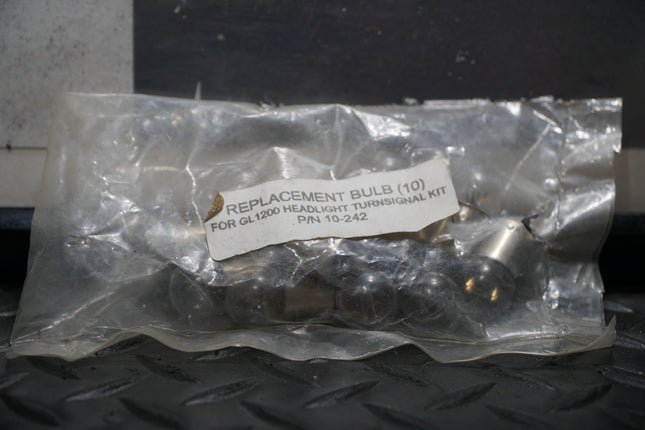 REPLACEMENT BULB (10)
FOR GL1200 HEADLIGHT TURNSIGNAL KIT
P/N 10-242